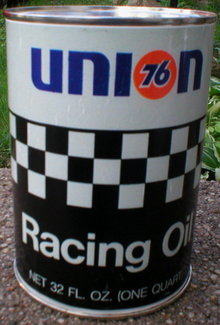 union
76
Racing Oil
NET 32 FL. OZ. (ONE QUART